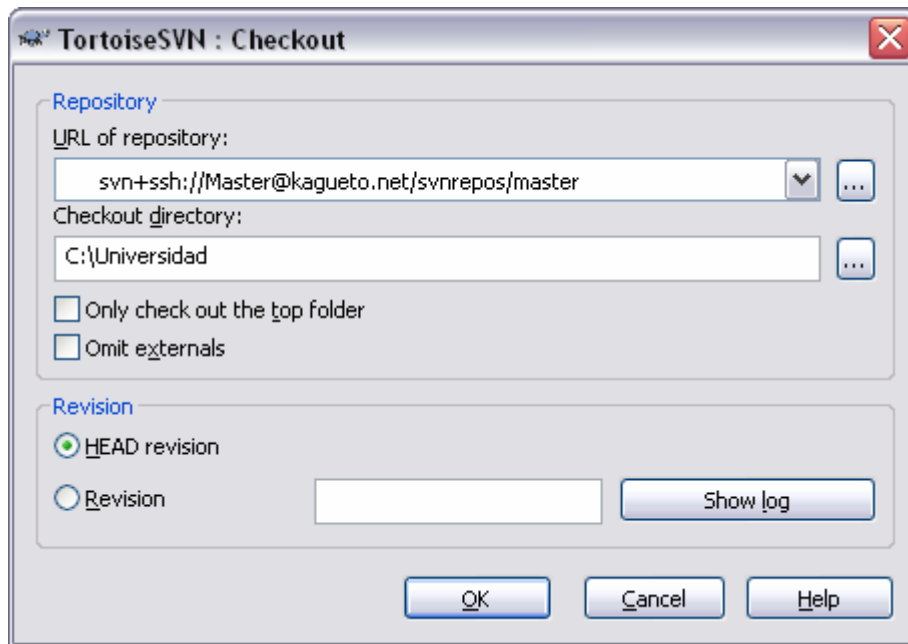 TortoiseSVN : Checkout
Repository
URL of repository:
svn+ssh://Master@kagueto.net/svnrepos/master
...
Checkout directory:
C:\Universidad
...
Only check out the top folder
Omit externals
Revision
HEAD revision
Revision
Show log
OK Cancel Help